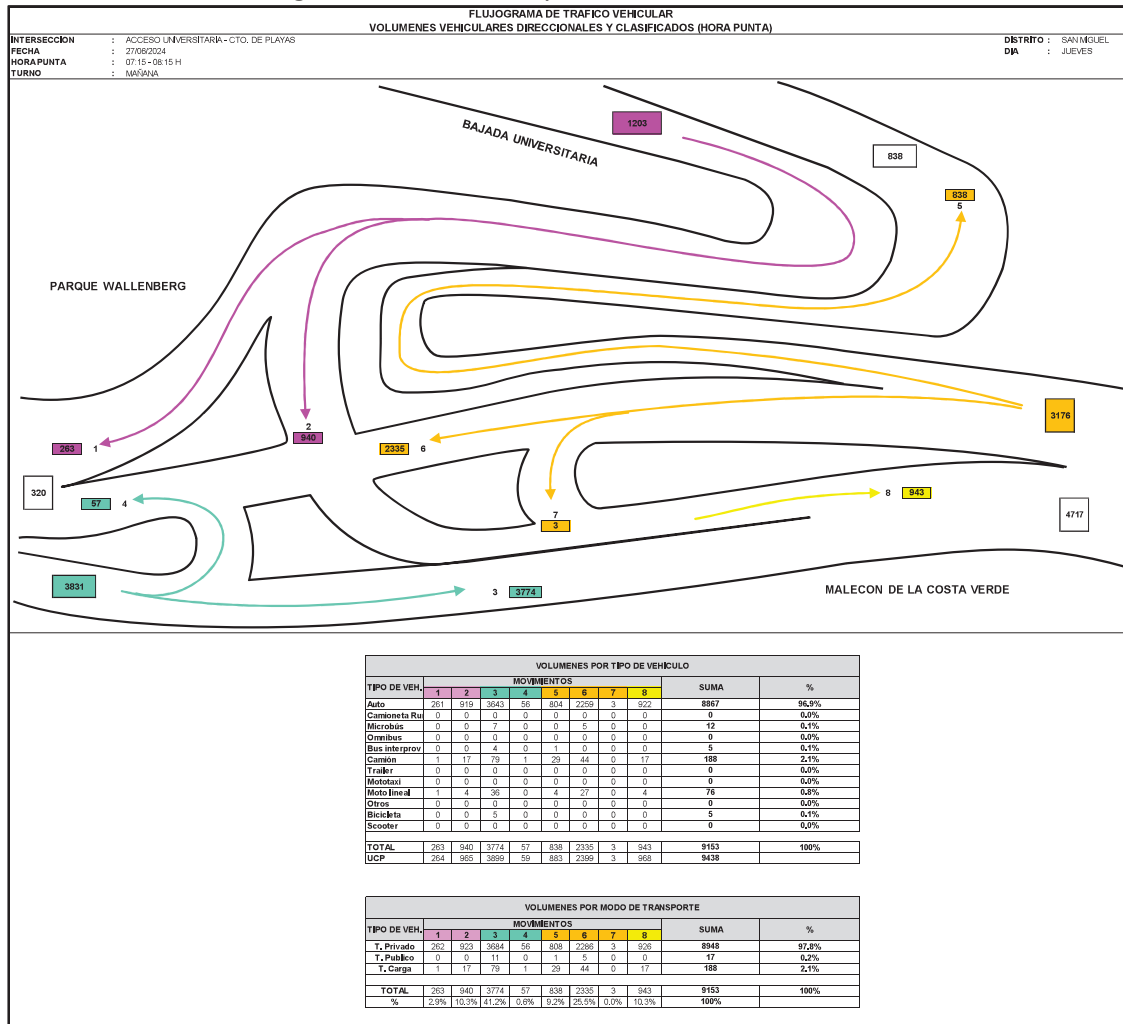 FLUJOGRAMA DE TRAFICO VEHICULAR
VOLUMENES VEHICULARES DIRECCIONALES Y CLASIFICADOS (HORA PUNTA)
INTERSECCIÓN : ACCESO UNIVERSITARIA - CTO. DE PLAYAS DISTRITO : SAN MIGUEL
FECHA : 27/06/2024 DIA : JUEVES
HORA PUNTA : 07:15 - 08:15 H
TURNO : MAÑANA
1203
BAJADA UNIVERSITARIA
838
838
5
PARQUE WALLENBERG
3176
2
263 1
940
2335 6
320
57 4
8 943
7
3
4717
3831
3 3774
MALECON DE LA COSTA VERDE
VOLUMENES POR TIPO DE VEHÍCULO
TIPO DE VEH. MOVIMIENTOS SUMA %
1 2 3 4 5 6 7 8
Auto 261 919 3643 56 804 2259 3 922 8867 96.9%
Camioneta Ru 0 0 0 0 0 0 0 0 0 0.0%
Microbús 0 0 7 0 0 5 0 0 12 0.1%
Omnibus 0 0 0 0 0 0 0 0 0 0.0%
Bus interprov 0 0 4 0 1 0 0 0 5 0.1%
Camión 1 17 79 1 29 44 0 17 188 2.1%
Trailer 0 0 0 0 0 0 0 0 0 0.0%
Mototaxi 0 0 0 0 0 0 0 0 0 0.0%
Moto lineal 1 4 36 0 4 27 0 4 76 0.8%
Otros 0 0 0 0 0 0 0 0 0 0.0%
Bicicleta 0 0 5 0 0 0 0 0 5 0.1%
Scooter 0 0 0 0 0 0 0 0 0 0.0%
TOTAL 263 940 3774 57 838 2335 3 943 9153 100%
UCP 264 965 3899 59 883 2399 3 968 9438
VOLUMENES POR MODO DE TRANSPORTE
TIPO DE VEH. MOVIMIENTOS SUMA %
1 2 3 4 5 6 7 8
T. Privado 262 923 3684 56 808 2286 3 926 8948 97.8%
T. Publico 0 0 11 0 1 5 0 0 17 0.2%
T. Carga 1 17 79 1 29 44 0 17 188 2.1%
TOTAL 263 940 3774 57 838 2335 3 943 9153 100%
% 2.9% 10.3% 41.2% 0.6% 9.2% 25.5% 0.0% 10.3% 100%